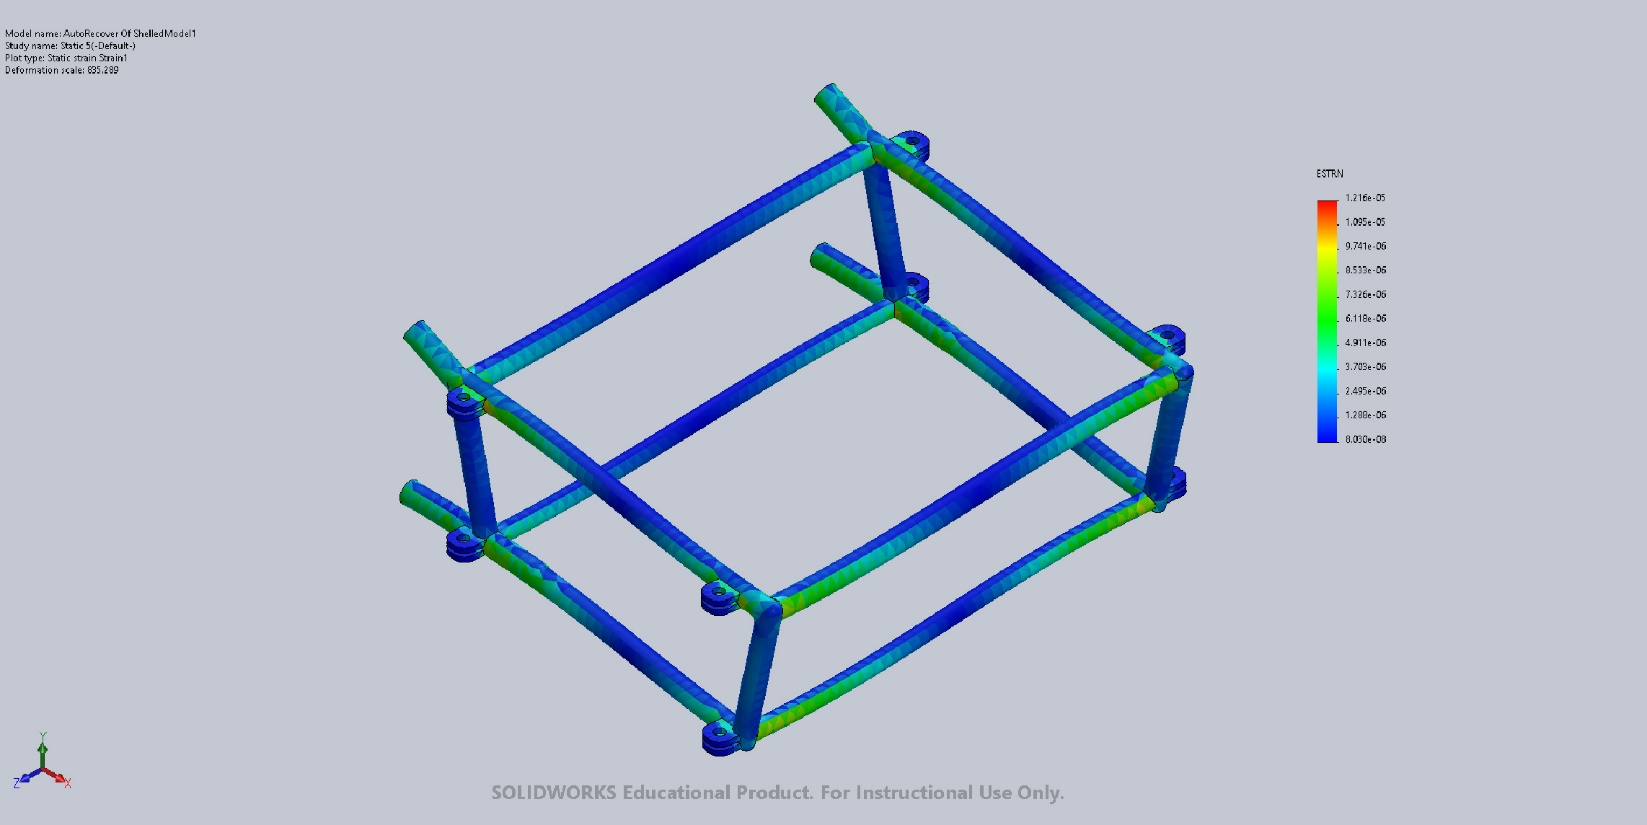 Model name: AutoRecover Of ShelledModel1
Study name: Static 5(-Default-)
Plot type: Static strain Strain1
Deformation scale: 835.289
ESTRN
1.216e-05
1.095e-05
9.741e-06
8.533e-06
7.326e-06
6.118e-06
4.911e-06
3.703e-06
2.495e-06
1.288e-06
8.030e-08
Y
Z
X
SOLIDWORKS Educational Product. For Instructional Use Only.